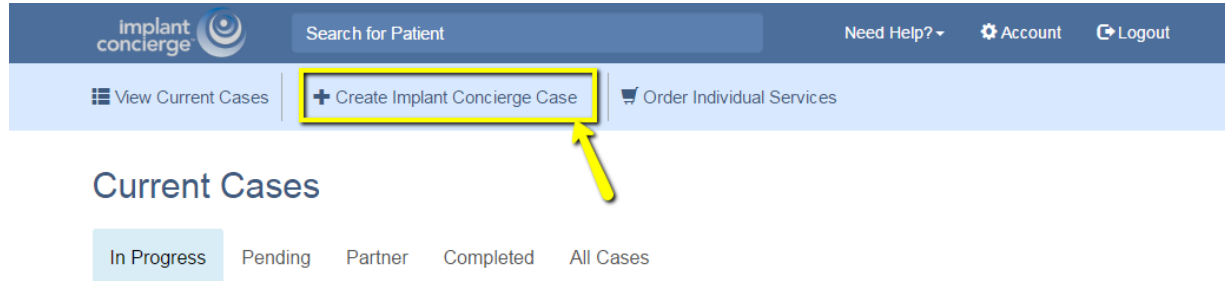 implant concierge™
Search for Patient
Need Help?
Account
Logout
View Current Cases
Create Implant Concierge Case
Order Individual Services
Current Cases
In Progress Pending Partner Completed All Cases